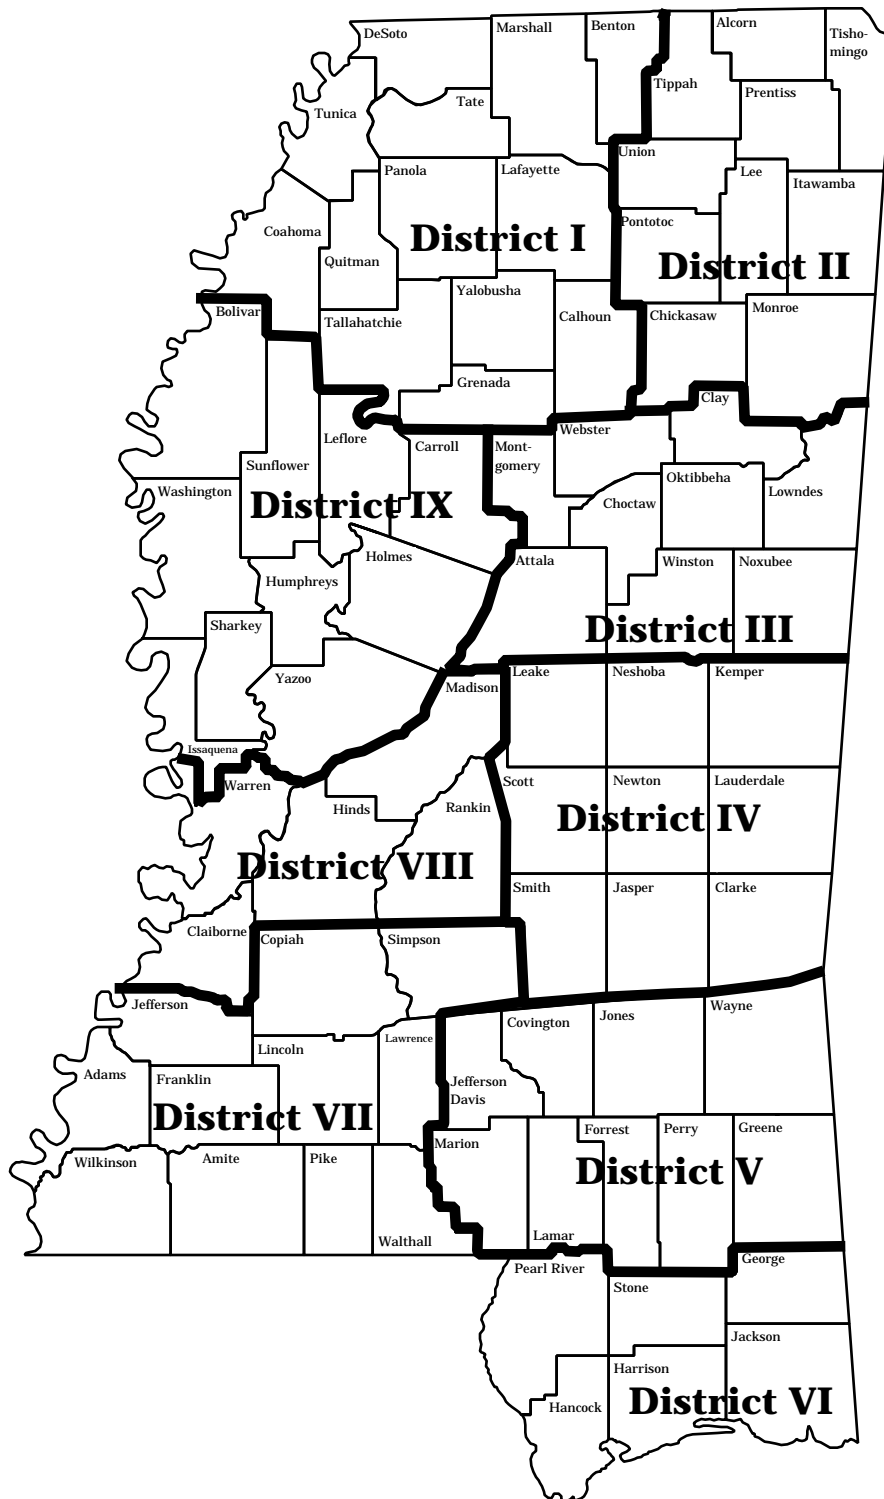 DeSoto
Marshall
Benton
Alcorn
Tisho-
mingo
Tippah
Prentiss
Tate
Tunica
Union
Panola
Lafayette
Lee
Itawamba
Coahoma
Pontotoc
District I
Quitman
District II
Yalobusha
Bolivar
Tallahatchie
Calhoun
Chickasaw
Monroe
Grenada
Clay
Leflore
Carroll
Mont-
gomery
Webster
Sunflower
Washington
Oktibbeha
Lowndes
District IX
Choctaw
Holmes
Attala
Winston
Noxubee
Humphreys
Sharkey
District III
Yazoo
Madison
Leake
Neshoba
Kemper
Issaquena
Warren
Scott
Newton
Lauderdale
Hinds
Rankin
District IV
District VIII
Smith
Jasper
Clarke
Claiborne
Copiah
Simpson
Jefferson
Covington
Jones
Wayne
Lincoln
Lawrence
Adams
Franklin
Jefferson
Davis
District VII
Marion
Forrest
Perry
Greene
Wilkinson
Amite
Pike
District V
Walthall
Lamar
Pearl River
George
Stone
Jackson
Harrison
Hancock
District VI